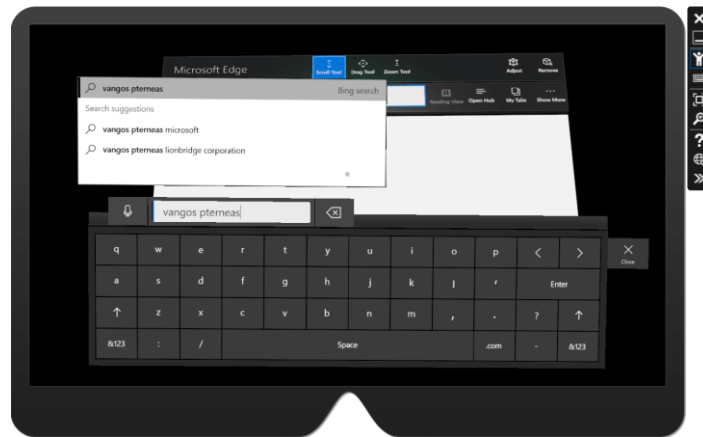 Microsoft Edge
Scroll Tool Drag Tool Zoom Tool Adjust Remove
vangos pterneas Bing search
Reading View Open Hub My Tabs Show More
Search suggestions
vangos pterneas microsoft
vangos pterneas lionbridge corporation
vangos pterneas
q w e r t y u i o p < >
Close
a s d f g h j k l ' Enter
↑ z x c v b n m , . ? ↑
&123 : / Space .com - &123